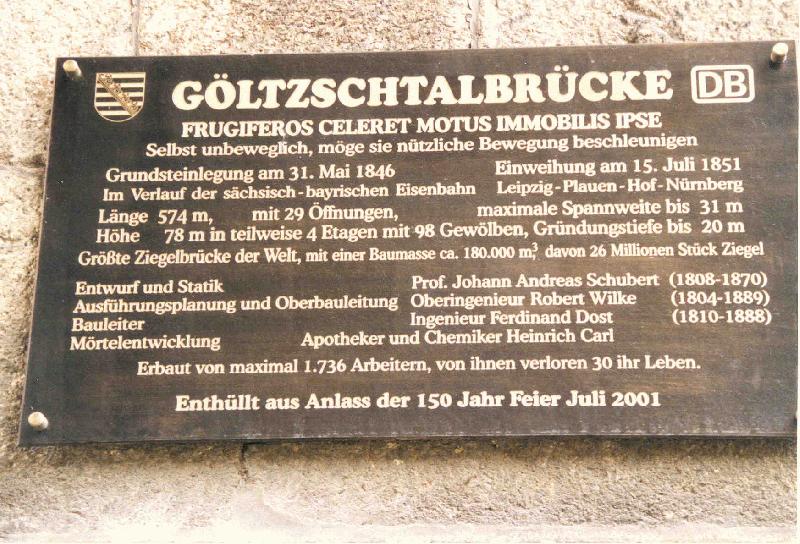 GÖLTZSCHTALBRÜCKE DB
FRUGIFEROS CELERET MOTUS IMMOBILIS IPSE
Selbst unbeweglich, möge sie nützliche Bewegung beschleunigen
Grundsteinlegung am 31. Mai 1846 Einweihung am 15. Juli 1851
Im Verlauf der sächsisch-bayrischen Eisenbahn Leipzig-Plauen-Hof-Nürnberg
Länge 574 m, mit 29 Öffnungen, maximale Spannweite bis 31 m
Höhe 78 m in teilweise 4 Etagen mit 98 Gewölben, Gründungstiefe bis 20 m
Größte Ziegelbrücke der Welt, mit einer Baumasse ca. 180.000 m³, davon 26 Millionen Stück Ziegel
Entwurf und Statik Prof. Johann Andreas Schubert (1808-1870)
Ausführungsplanung und Oberbauleitung Oberingenieur Robert Wilke (1804-1889)
Bauleiter Ingenieur Ferdinand Dost (1810-1888)
Mörtelentwicklung Apotheker und Chemiker Heinrich Carl
Erbaut von maximal 1.736 Arbeitern, von ihnen verloren 30 ihr Leben.
Enthüllt aus Anlass der 150 Jahr Feier Juli 2001